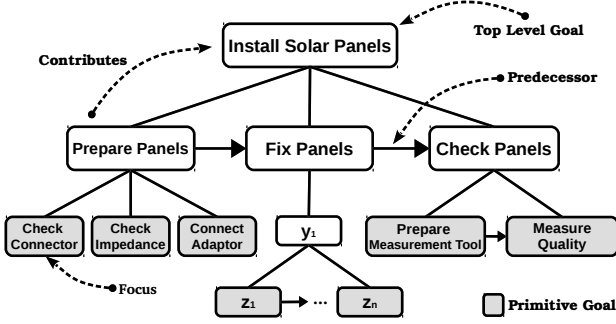 Install Solar Panels
Top Level Goal
Contributes
Predecessor
Prepare Panels
Fix Panels
Check Panels
Check
Connector
Check
Impedance
Connect
Adaptor
y₁
Prepare
Measurement Tool
Measure
Quality
Focus
z₁
...
zₙ
Primitive Goal